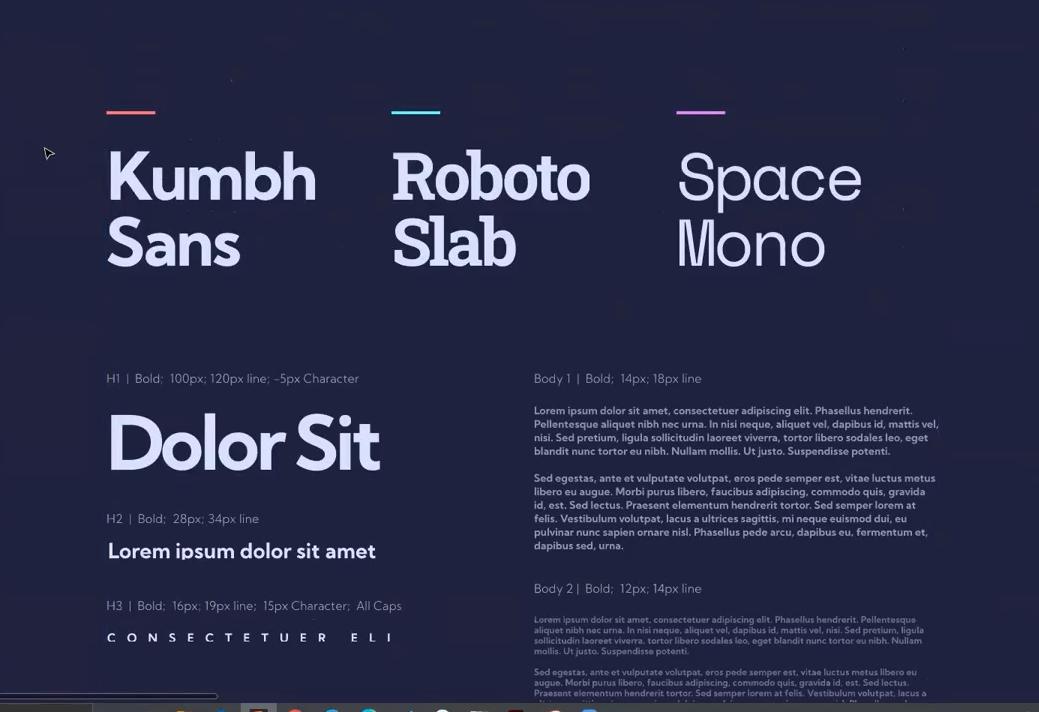 Kumbh
Sans
Roboto
Slab
Space
Mono
H1 | Bold; 100px; 120px line; -5px Character
Dolor Sit
H2 | Bold; 28px; 34px line
Lorem ipsum dolor sit amet
H3 | Bold; 16px; 19px line; 15px Character; All Caps
CONSECTETUER ELI
Body 1 | Bold; 14px; 18px line
Lorem ipsum dolor sit amet, consectetuer adipiscing elit. Phasellus hendrerit.
Pellentesque aliquet nibh nec urna. In nisi neque, aliquet vel, dapibus id, mattis vel,
nisi. Sed pretium, ligula sollicitudin laoreet viverra, tortor libero sodales leo, eget
blandit nunc tortor eu nibh. Nullam mollis. Ut justo. Suspendisse potenti.
Sed egestas, ante et vulputate volutpat, eros pede semper est, vitae luctus metus
libero eu augue. Morbi purus libero, faucibus adipiscing, commodo quis, gravida
id, est. Sed lectus. Praesent elementum hendrerit tortor. Sed semper lorem at
felis. Vestibulum volutpat, lacus a ultrices sagittis, mi neque euismod dui, eu
pulvinar nunc sapien ornare nisl. Phasellus pede arcu, dapibus eu, fermentum et,
dapibus sed, urna.
Body 2 | Bold; 12px; 14px line
Lorem ipsum dolor sit amet, consectetuer adipiscing elit. Phasellus hendrerit. Pellentesque
aliquet nibh nec urna. In nisi neque, aliquet vel, dapibus id, mattis vel, nisi. Sed pretium, ligula
sollicitudin laoreet viverra, tortor libero sodales leo, eget blandit nunc tortor eu nibh. Nullam
mollis. Ut justo. Suspendisse potenti.
Sed egestas, ante et vulputate volutpat, eros pede semper est, vitae luctus metus libero eu
augue. Morbi purus libero, faucibus adipiscing, commodo quis, gravida id, est. Sed lectus.
Praesent elementum hendrerit tortor. Sed semper lorem at felis. Vestibulum volutpat, lacus a